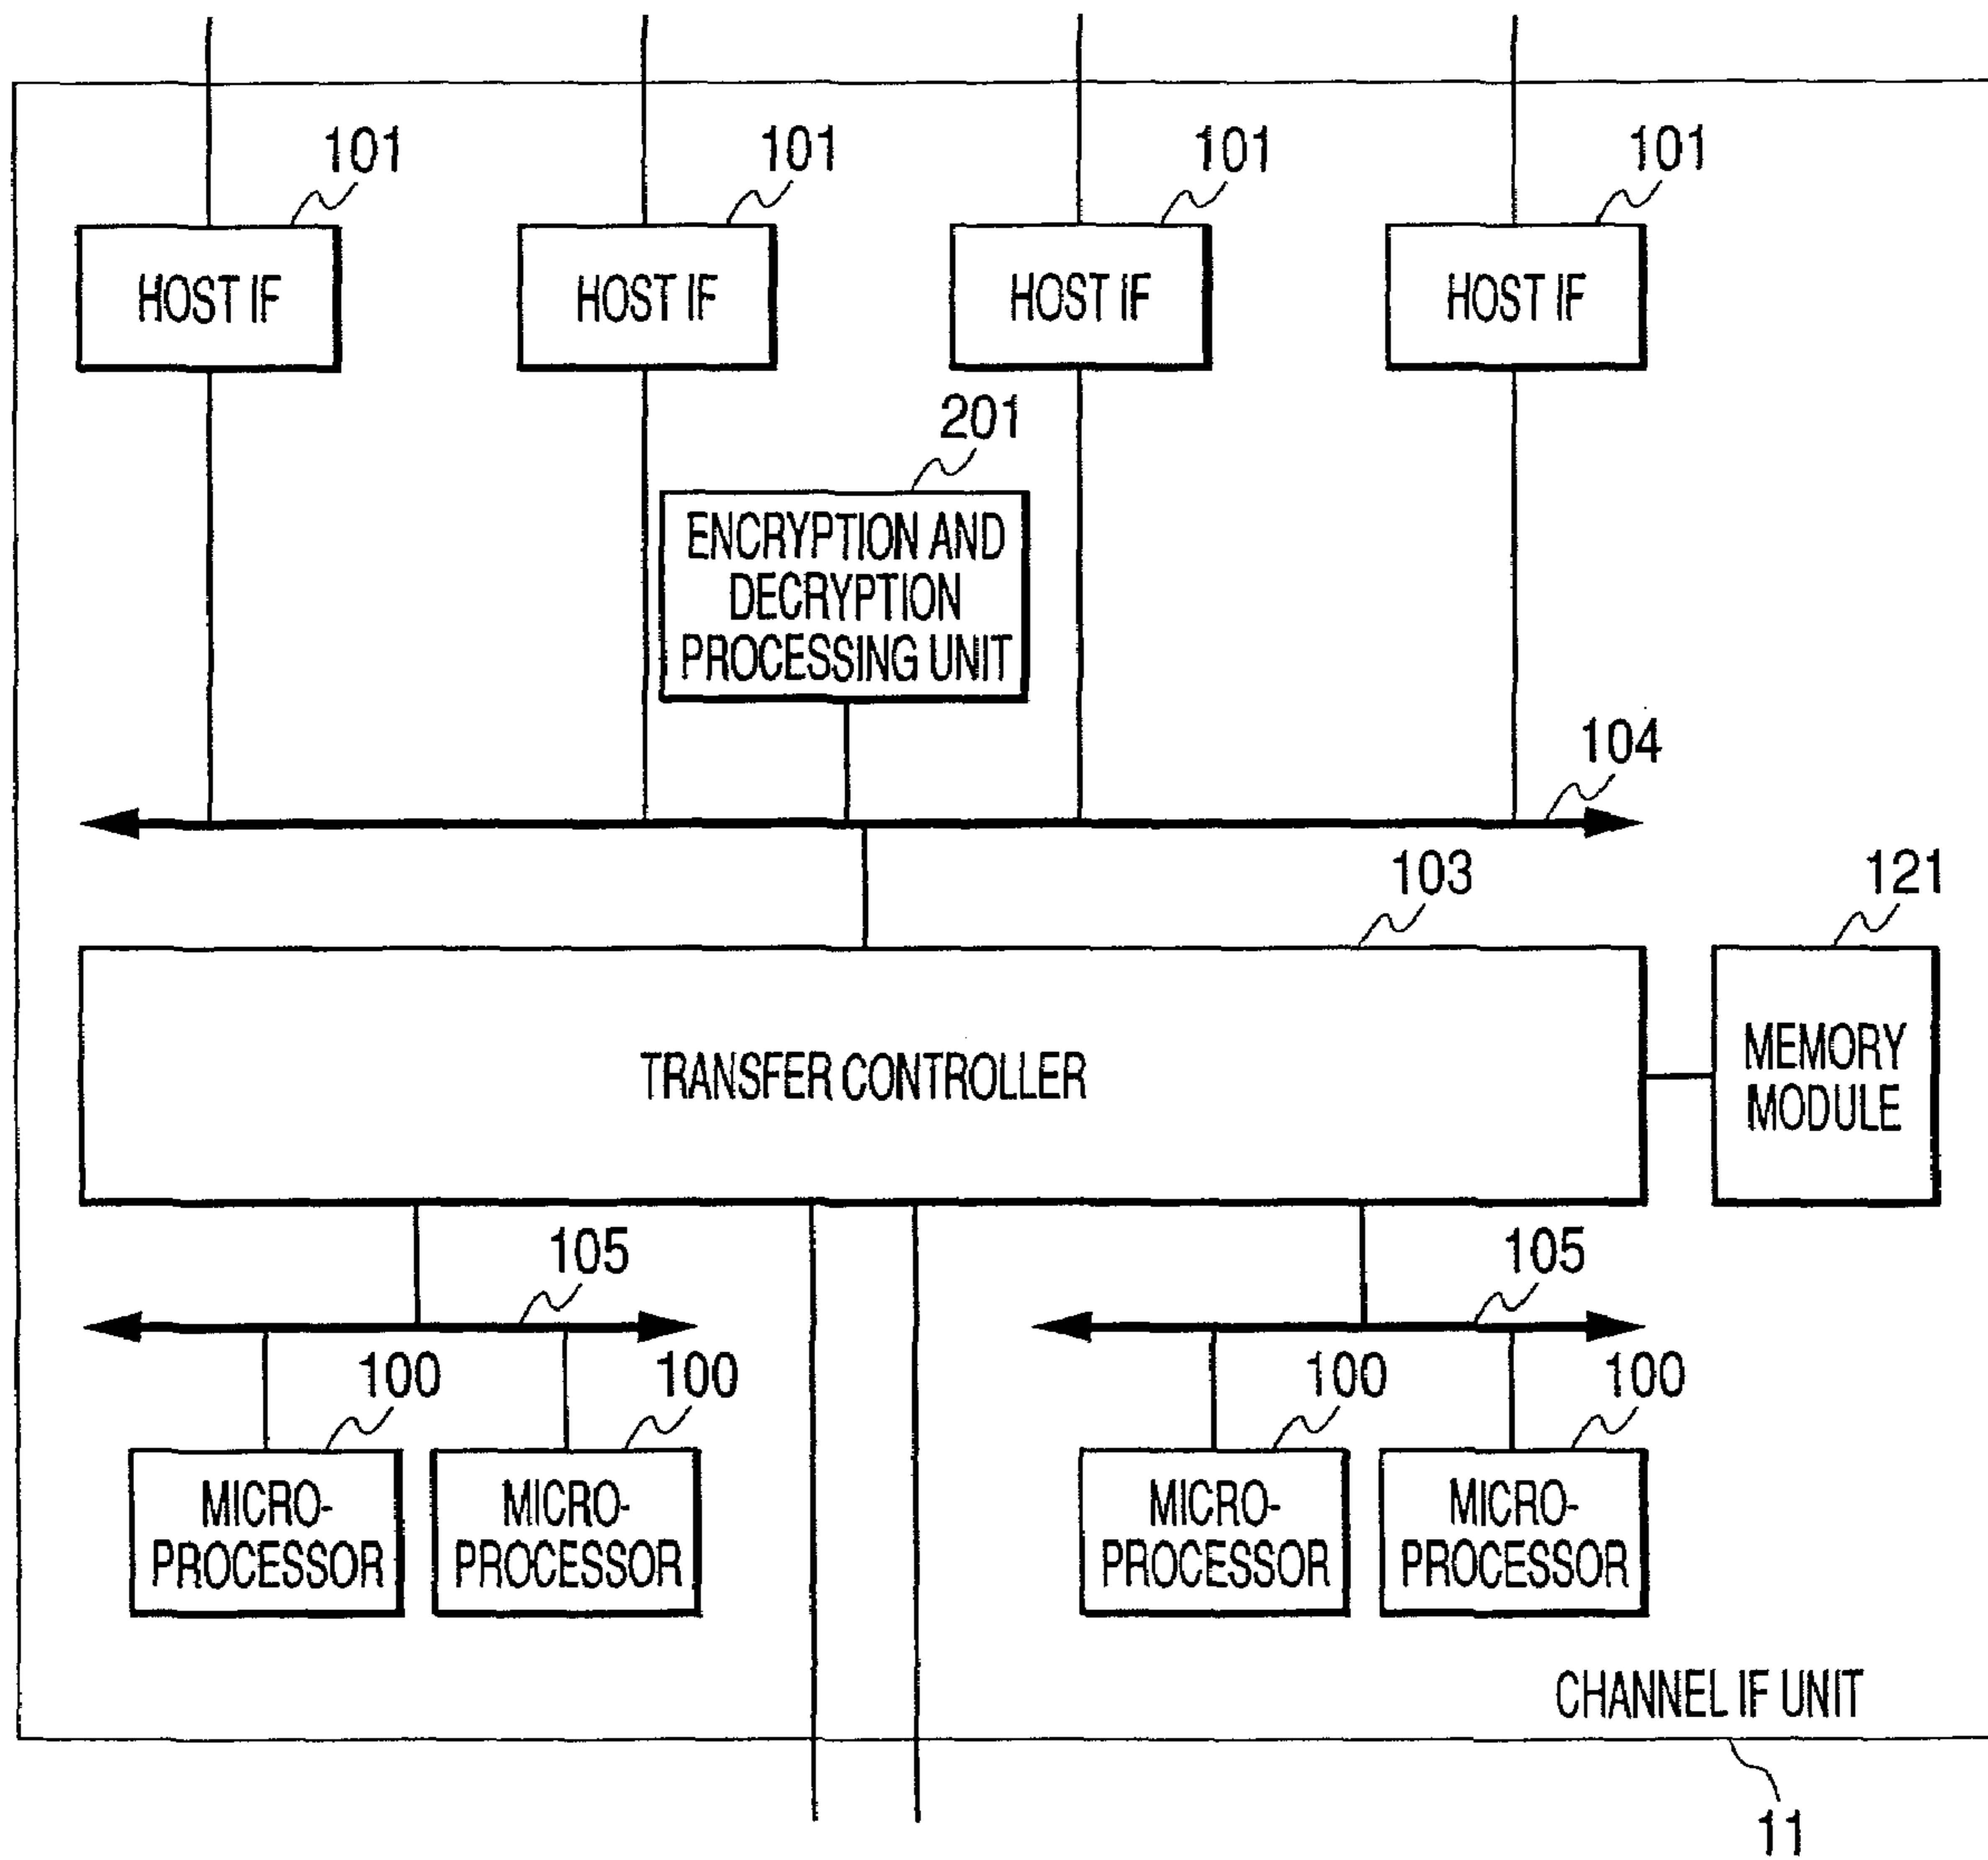 101
101
101
101
HOST IF
HOST IF
HOST IF
HOST IF
201
ENCRYPTION AND
DECRYPTION
PROCESSING UNIT
104
103
121
TRANSFER CONTROLLER
MEMORY
MODULE
105
105
100
100
100
100
MICRO-
PROCESSOR
MICRO-
PROCESSOR
MICRO-
PROCESSOR
MICRO-
PROCESSOR
CHANNEL IF UNIT
11